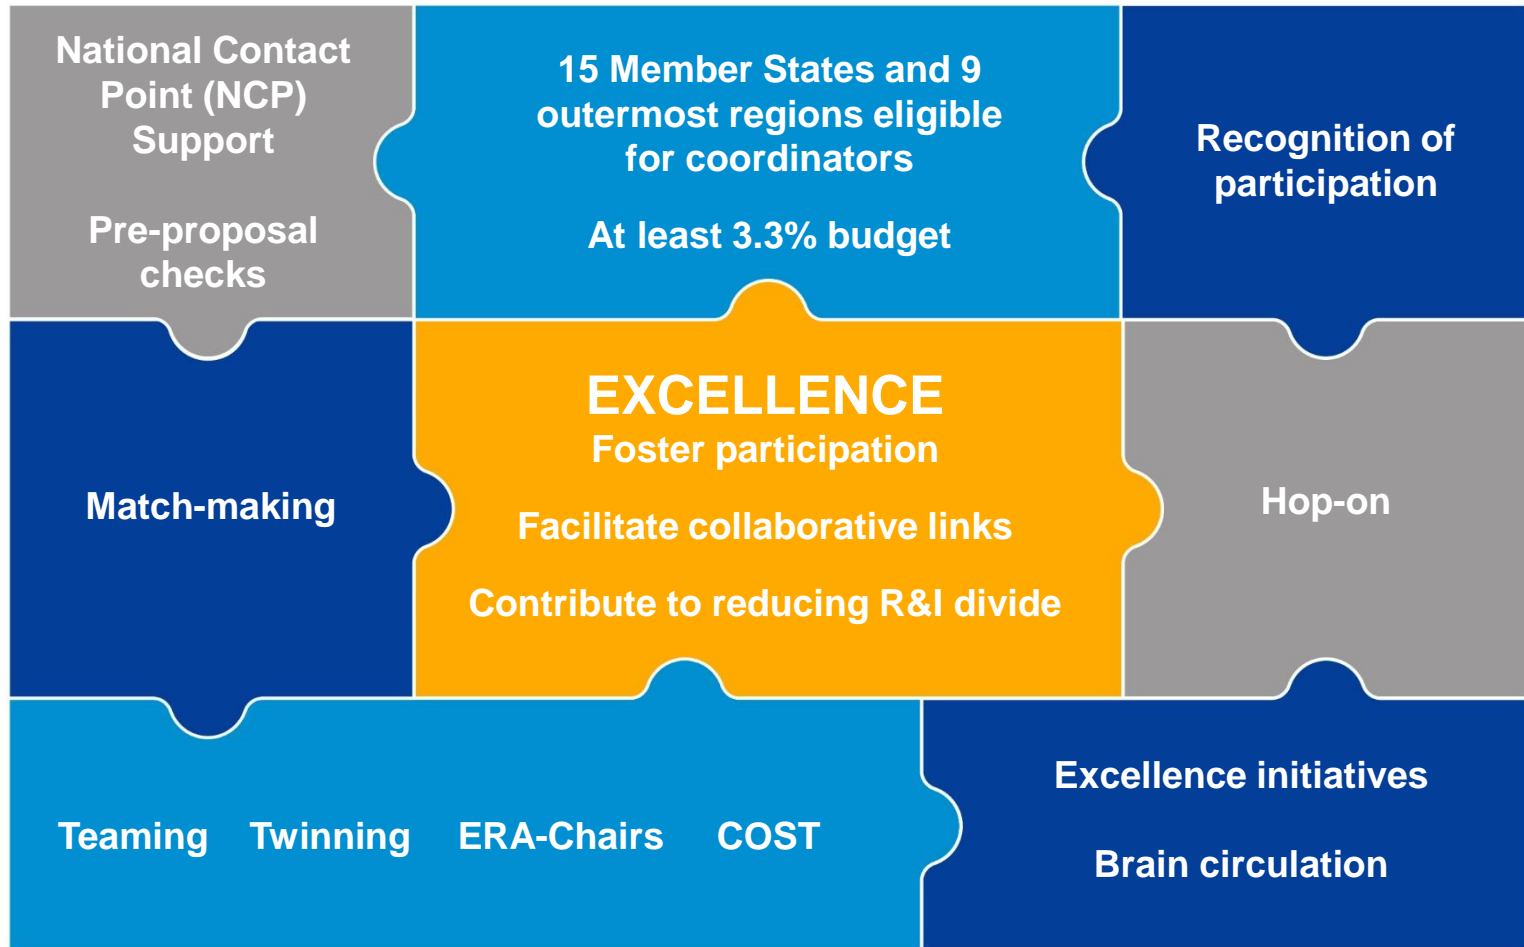 National Contact
Point (NCP)
Support
Pre-proposal
checks
15 Member States and 9
outermost regions eligible
for coordinators
At least 3.3% budget
Recognition of
participation
Match-making
EXCELLENCE
Foster participation
Facilitate collaborative links
Contribute to reducing R&I divide
Hop-on
Teaming Twinning ERA-Chairs COST
Excellence initiatives
Brain circulation